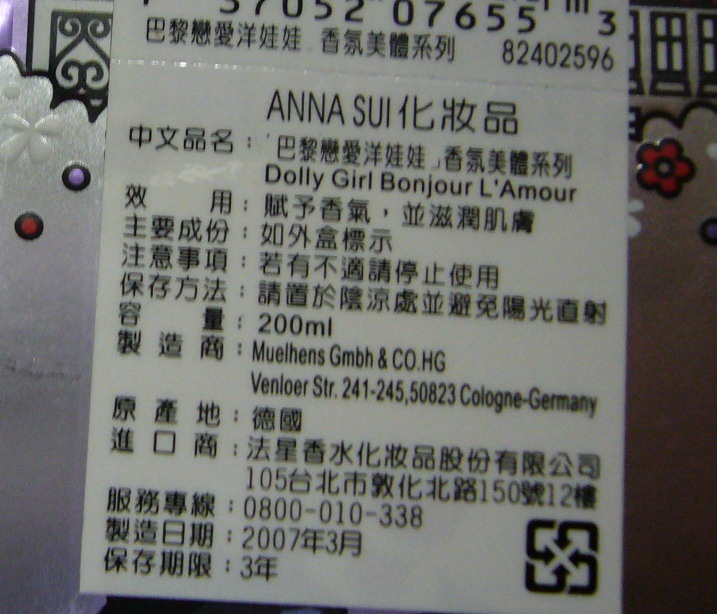 37052 07655 3
巴黎戀愛洋娃娃 香氛美體系列 82402596
ANNA SUI 化妝品
中文品名：「巴黎戀愛洋娃娃」香氛美體系列
Dolly Girl Bonjour L'Amour
效用：賦予香氣，並滋潤肌膚
主要成份：如外盒標示
注意事項：若有不適請停止使用
保存方法：請置於陰涼處並避免陽光直射
容量：200ml
製造商：Muelhens Gmbh & CO.HG
Venloer Str. 241-245,50823 Cologne-Germany
原產地：德國
進口商：法星香水化妝品股份有限公司
105台北市敦化北路150號12樓
服務專線：0800-010-338
製造日期：2007年3月
保存期限：3年